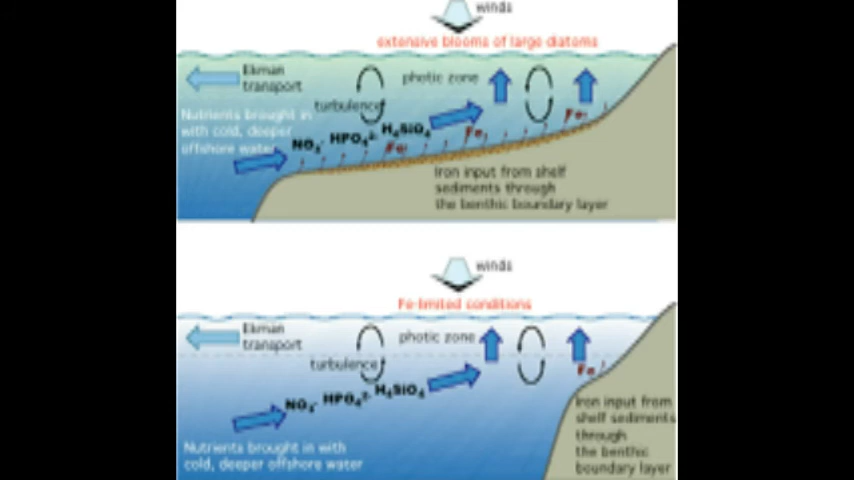 winds
extensive blooms of large diatoms
Ekman
transport
photic zone
turbulence
Nutrients brought in
with cold, deeper
offshore water
NO₃⁻ HPO₄²⁻ H₄SiO₄
Fe
Fe
Fe
Iron input from shelf
sediments through
the benthic boundary layer
winds
Fe-limited conditions
Ekman
transport
photic zone
turbulence
Fe
NO₃⁻ HPO₄²⁻ H₄SiO₄
Iron input from
shelf sediments
through
the benthic
boundary layer
Nutrients brought in with
cold, deeper offshore water